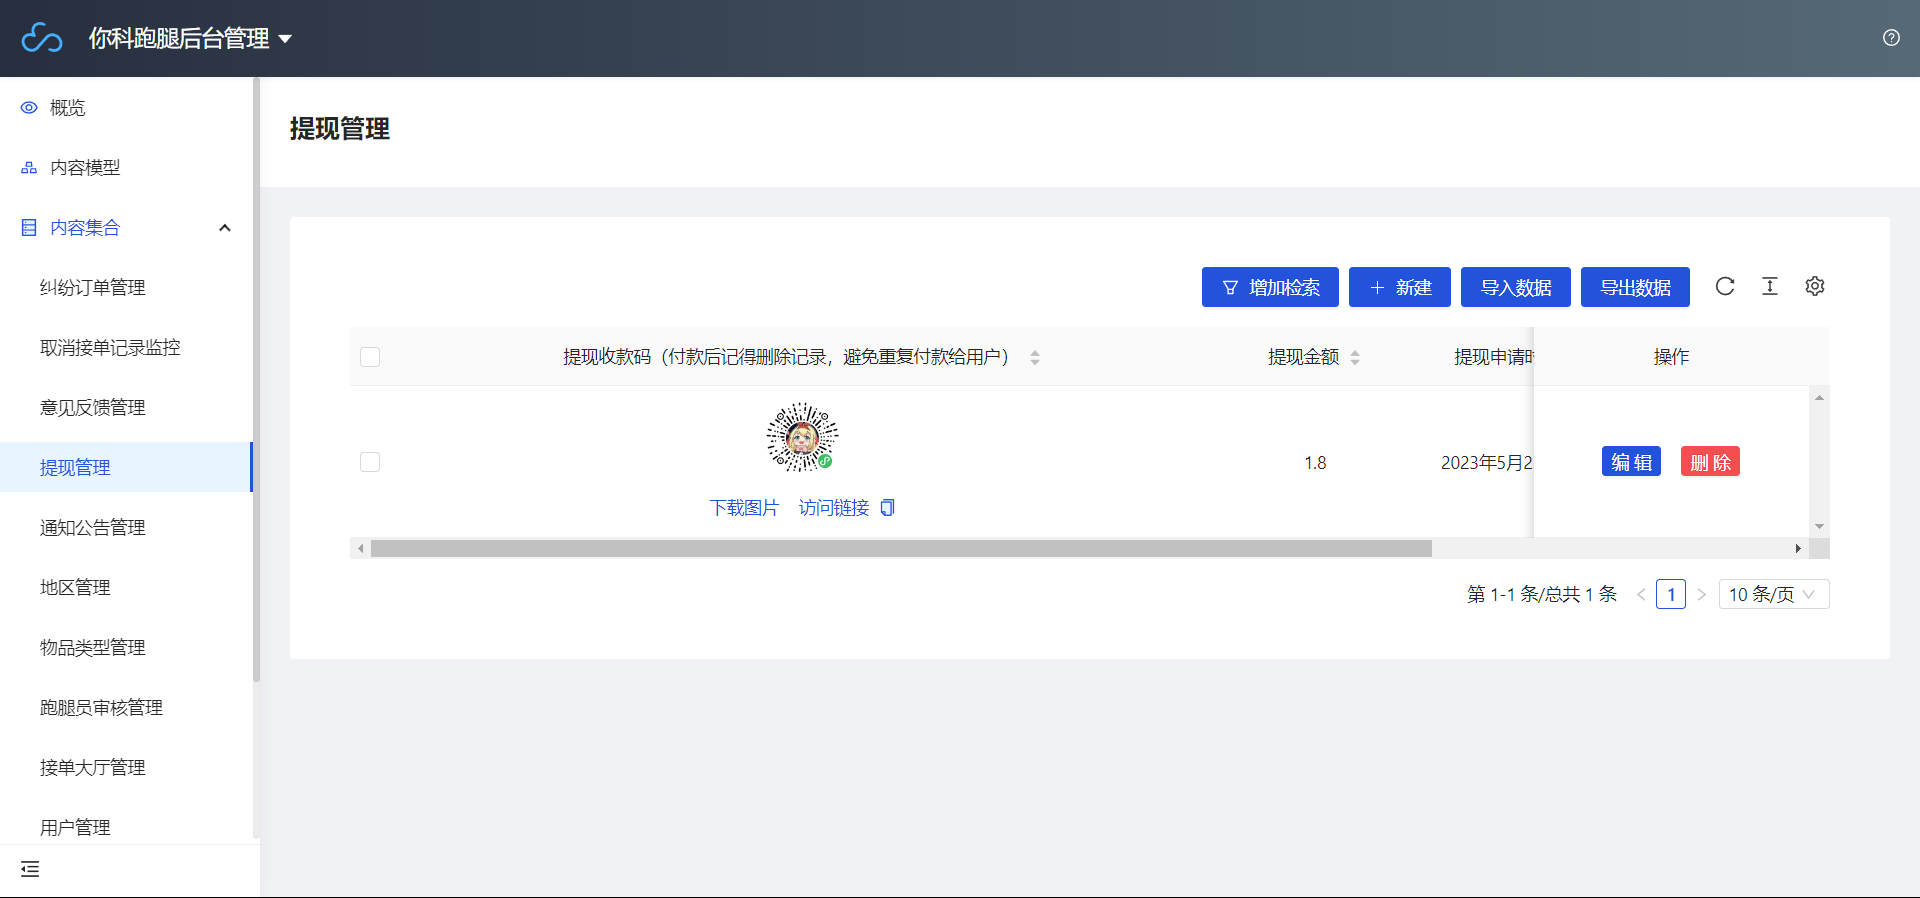 你科跑腿后台管理
概览
内容模型
内容集合
纠纷订单管理
取消接单记录监控
意见反馈管理
提现管理
通知公告管理
地区管理
物品类型管理
跑腿员审核管理
接单大厅管理
用户管理
提现管理
增加检索 新建 导入数据 导出数据
提现收款码（付款后记得删除记录，避免重复付款给用户） 提现金额 提现申请时 操作
1.8 2023年5月2 编辑 删除
下载图片 访问链接
第 1-1 条/总共 1 条 1 10 条/页